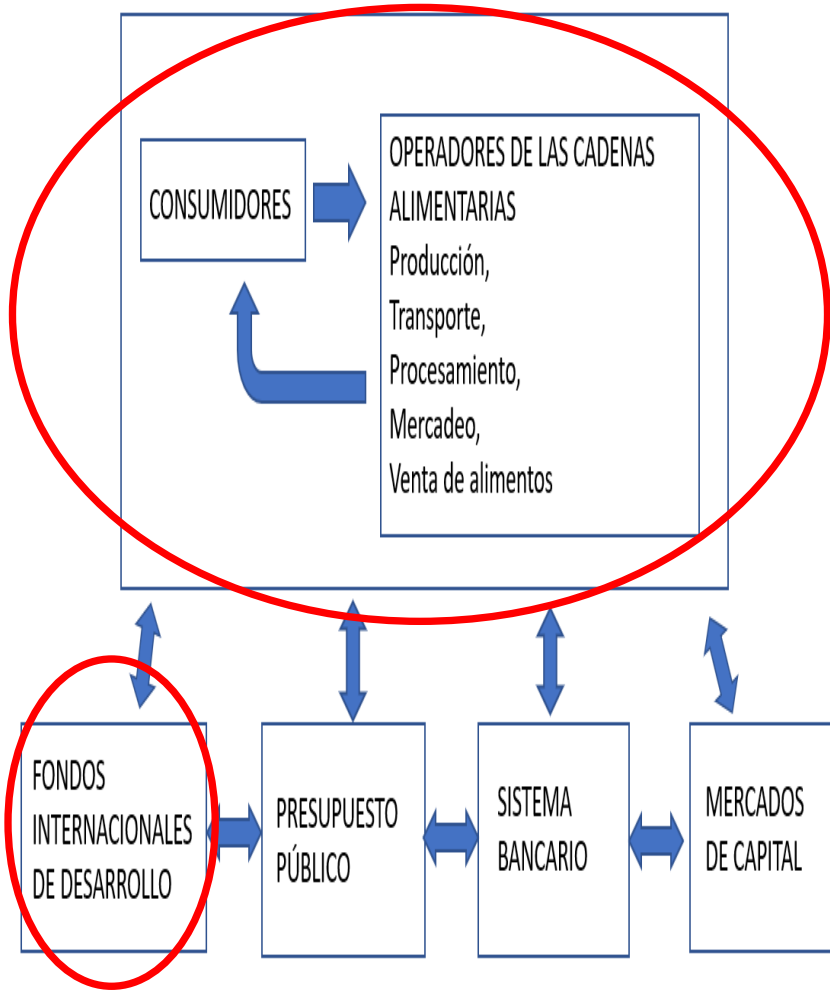 CONSUMIDORES
OPERADORES DE LAS CADENAS
ALIMENTARIAS
Producción,
Transporte,
Procesamiento,
Mercadeo,
Venta de alimentos
FONDOS
INTERNACIONALES
DE DESARROLLO
PRESUPUESTO
PÚBLICO
SISTEMA
BANCARIO
MERCADOS
DE CAPITAL